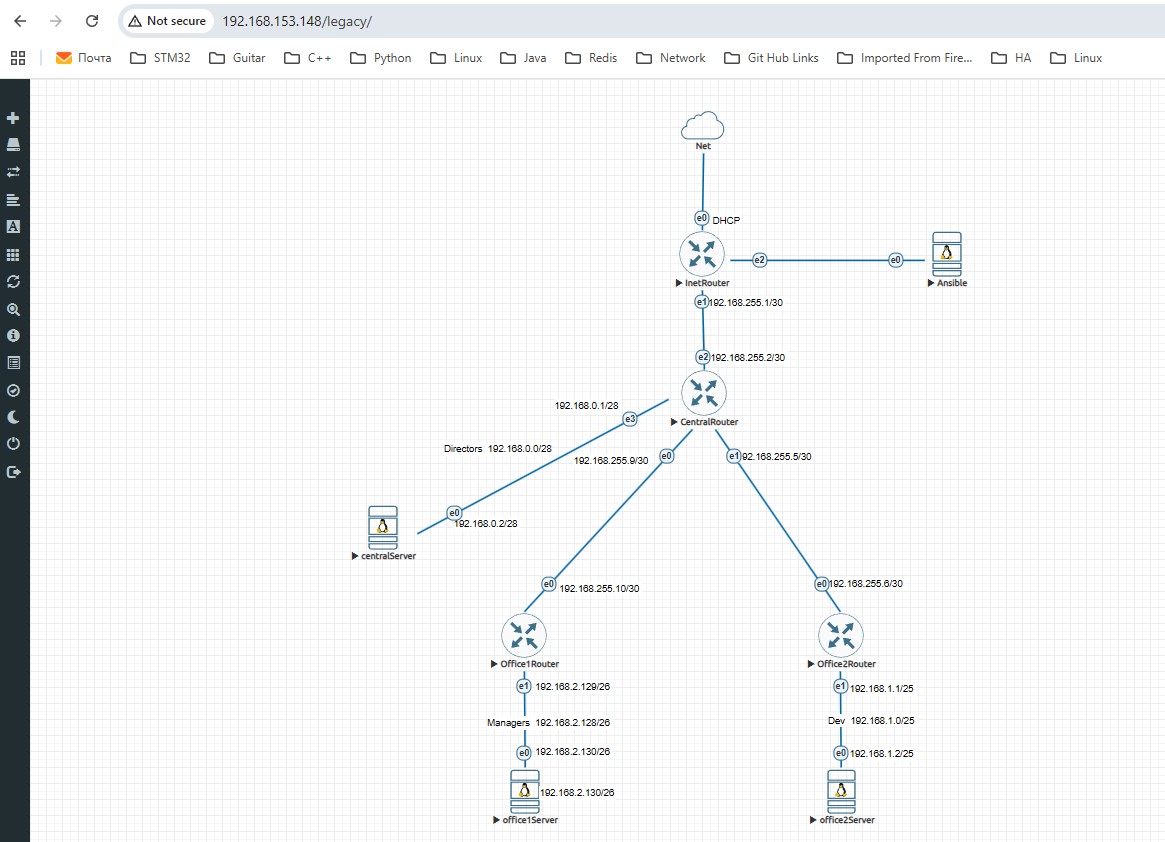 Not secure 192.168.153.148/legacy/
Почта STM32 Guitar C++ Python Linux Java Redis Network Git Hub Links Imported From Fire... HA Linux
Net
e0 DHCP
e2 e0
InetRouter
Ansible
e1 192.168.255.1/30
e2 192.168.255.2/30
192.168.0.1/28
e3
CentralRouter
Directors 192.168.0.0/28
192.168.255.9/30 e0
e1 192.168.255.5/30
e0
192.168.0.2/28
centralServer
e0 192.168.255.10/30
e0 192.168.255.6/30
Office1Router
Office2Router
e1 192.168.2.129/26
e1 192.168.1.1/25
Managers 192.168.2.128/26
Dev 192.168.1.0/25
e0 192.168.2.130/26
e0 192.168.1.2/25
192.168.2.130/26
office1Server
office2Server